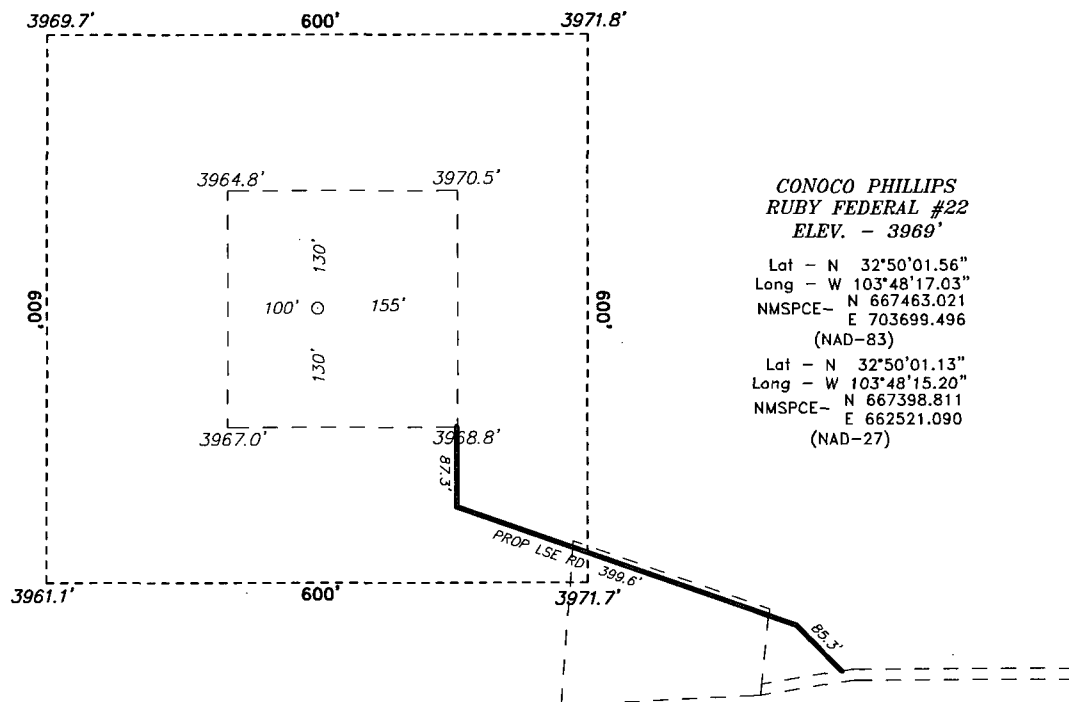 3969.7' 600' 3971.8'
3964.8' 3970.5'
130'
600' 100' 155' 600'
130'
3967.0' 3968.8'
87.3'
PROP LSE RD 399.6'
3961.1' 600' 3971.7'
85.3'
CONOCO PHILLIPS
RUBY FEDERAL #22
ELEV. - 3969'
Lat - N 32°50'01.56"
Long - W 103°48'17.03"
NMSPCE- N 667463.021
E 703699.496
(NAD-83)
Lat - N 32°50'01.13"
Long - W 103°48'15.20"
NMSPCE- N 667398.811
E 662521.090
(NAD-27)